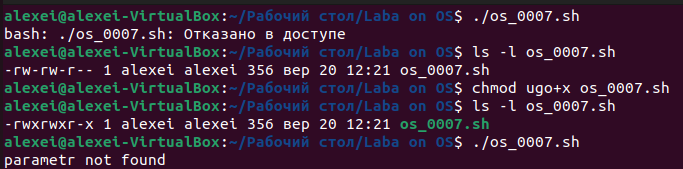 alexei@alexei-VirtualBox:~/Рабочий стол/Laba on OS$ ./os_0007.sh
bash: ./os_0007.sh: Отказано в доступе
alexei@alexei-VirtualBox:~/Рабочий стол/Laba on OS$ ls -l os_0007.sh
-rw-rw-r-- 1 alexei alexei 356 вер 20 12:21 os_0007.sh
alexei@alexei-VirtualBox:~/Рабочий стол/Laba on OS$ chmod ugo+x os_0007.sh
alexei@alexei-VirtualBox:~/Рабочий стол/Laba on OS$ ls -l os_0007.sh
-rwxrwxr-x 1 alexei alexei 356 вер 20 12:21 os_0007.sh
alexei@alexei-VirtualBox:~/Рабочий стол/Laba on OS$ ./os_0007.sh
parametr not found